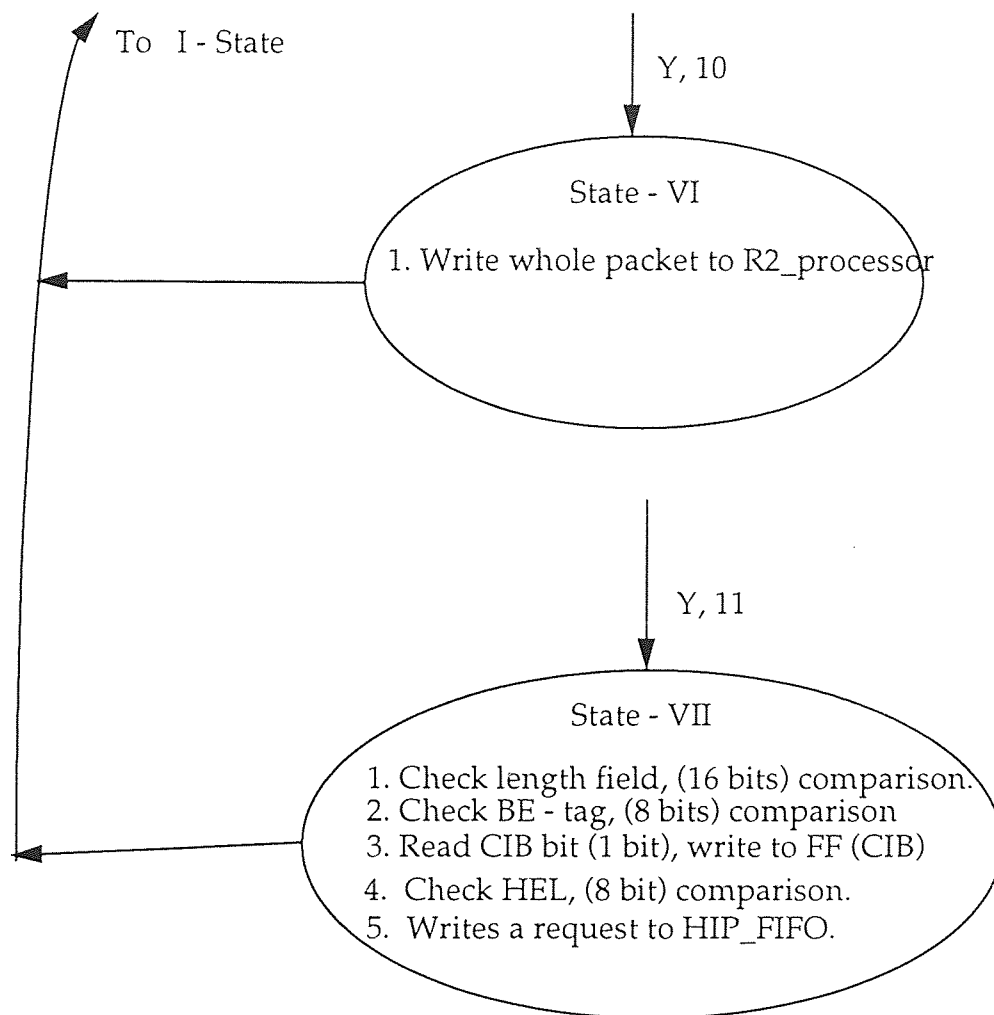 To I - State
Y, 10
State - VI
1. Write whole packet to R2_processor
Y, 11
State - VII
1. Check length field, (16 bits) comparison.
2. Check BE - tag, (8 bits) comparison
3. Read CIB bit (1 bit), write to FF (CIB)
4. Check HEL, (8 bit) comparison.
5. Writes a request to HIP_FIFO.